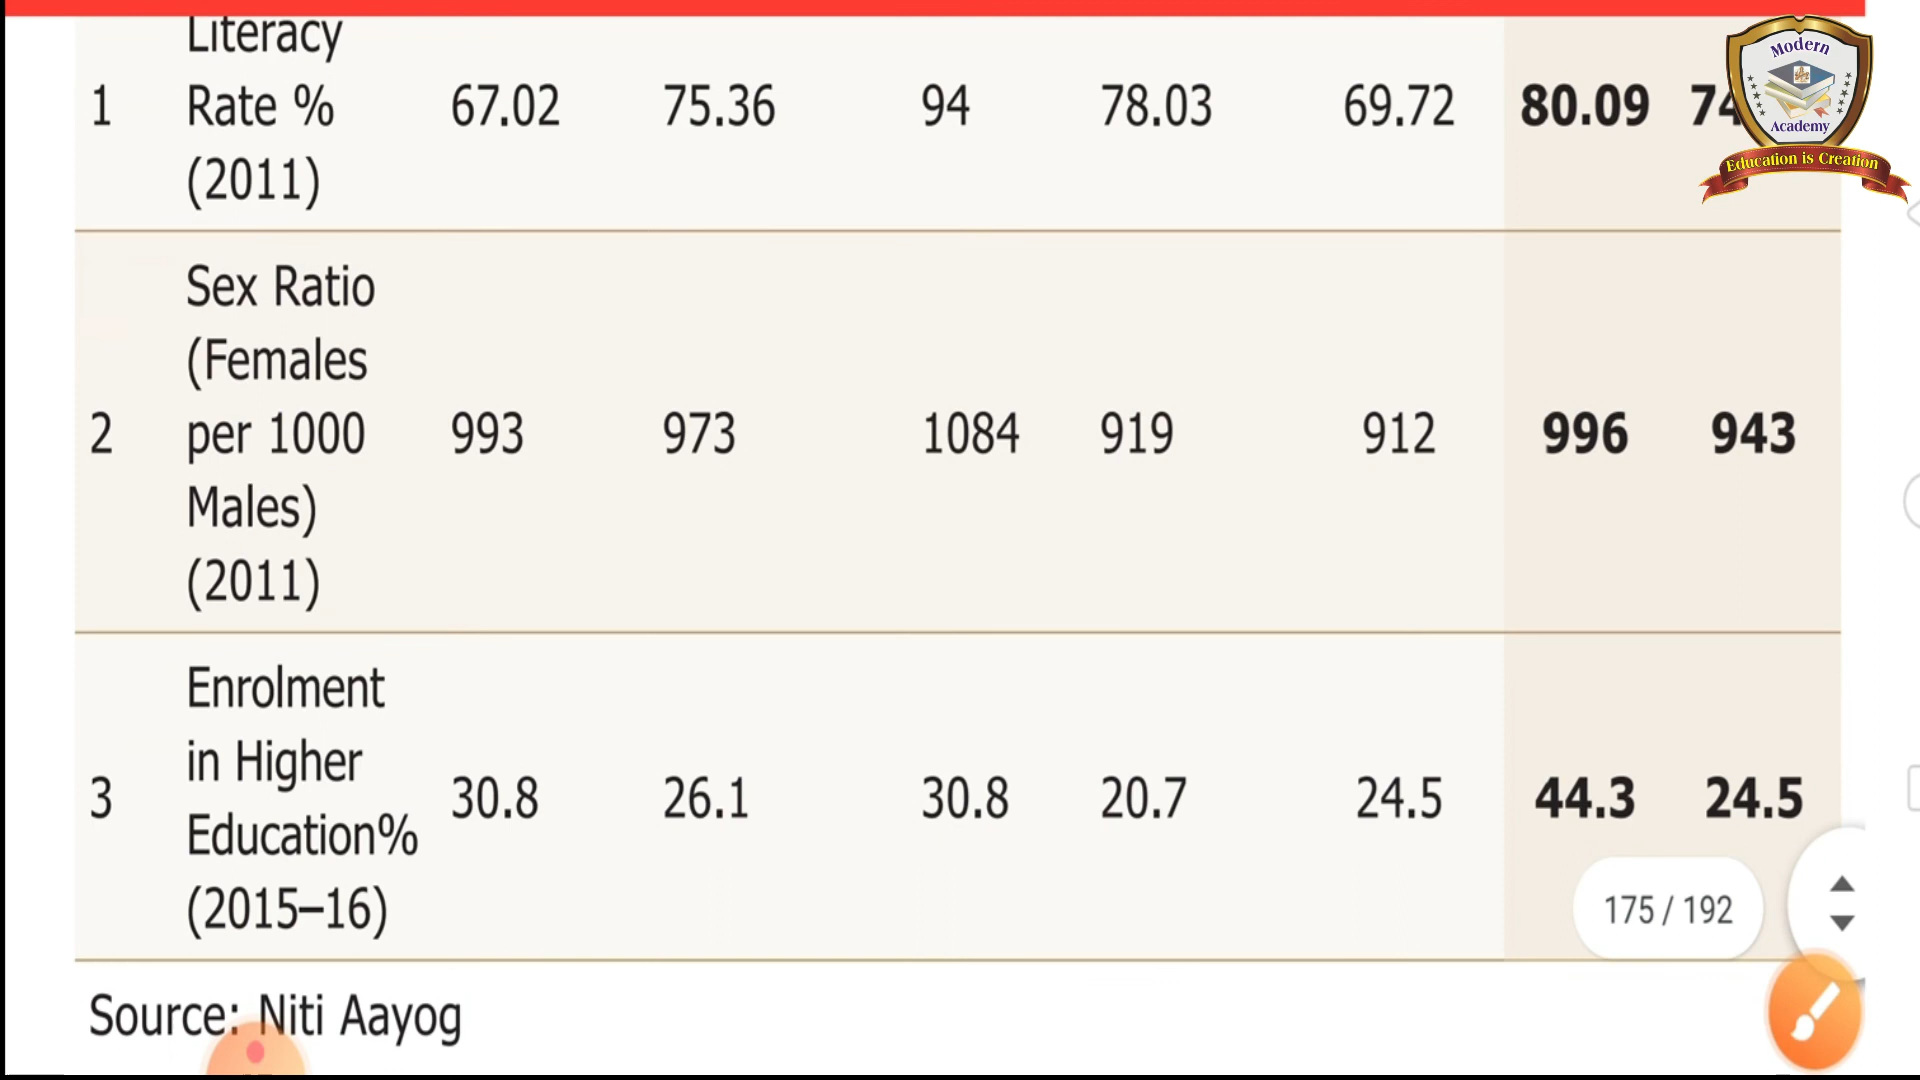 Literacy
1 Rate % 67.02 75.36 94 78.03 69.72 80.09
(2011)
Sex Ratio
(Females
2 per 1000 993 973 1084 919 912 996 943
Males)
(2011)
Enrolment
in Higher
3 Education% 30.8 26.1 30.8 20.7 24.5 44.3 24.5
(2015–16)
Source: Niti Aayog
175 / 192
Modern
Academy
Education is Creation